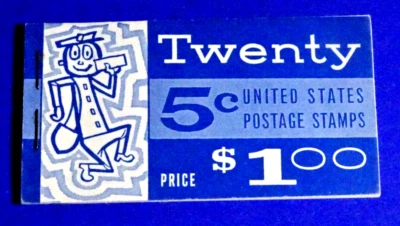 Twenty
5c UNITED STATES
POSTAGE STAMPS
PRICE $1.00